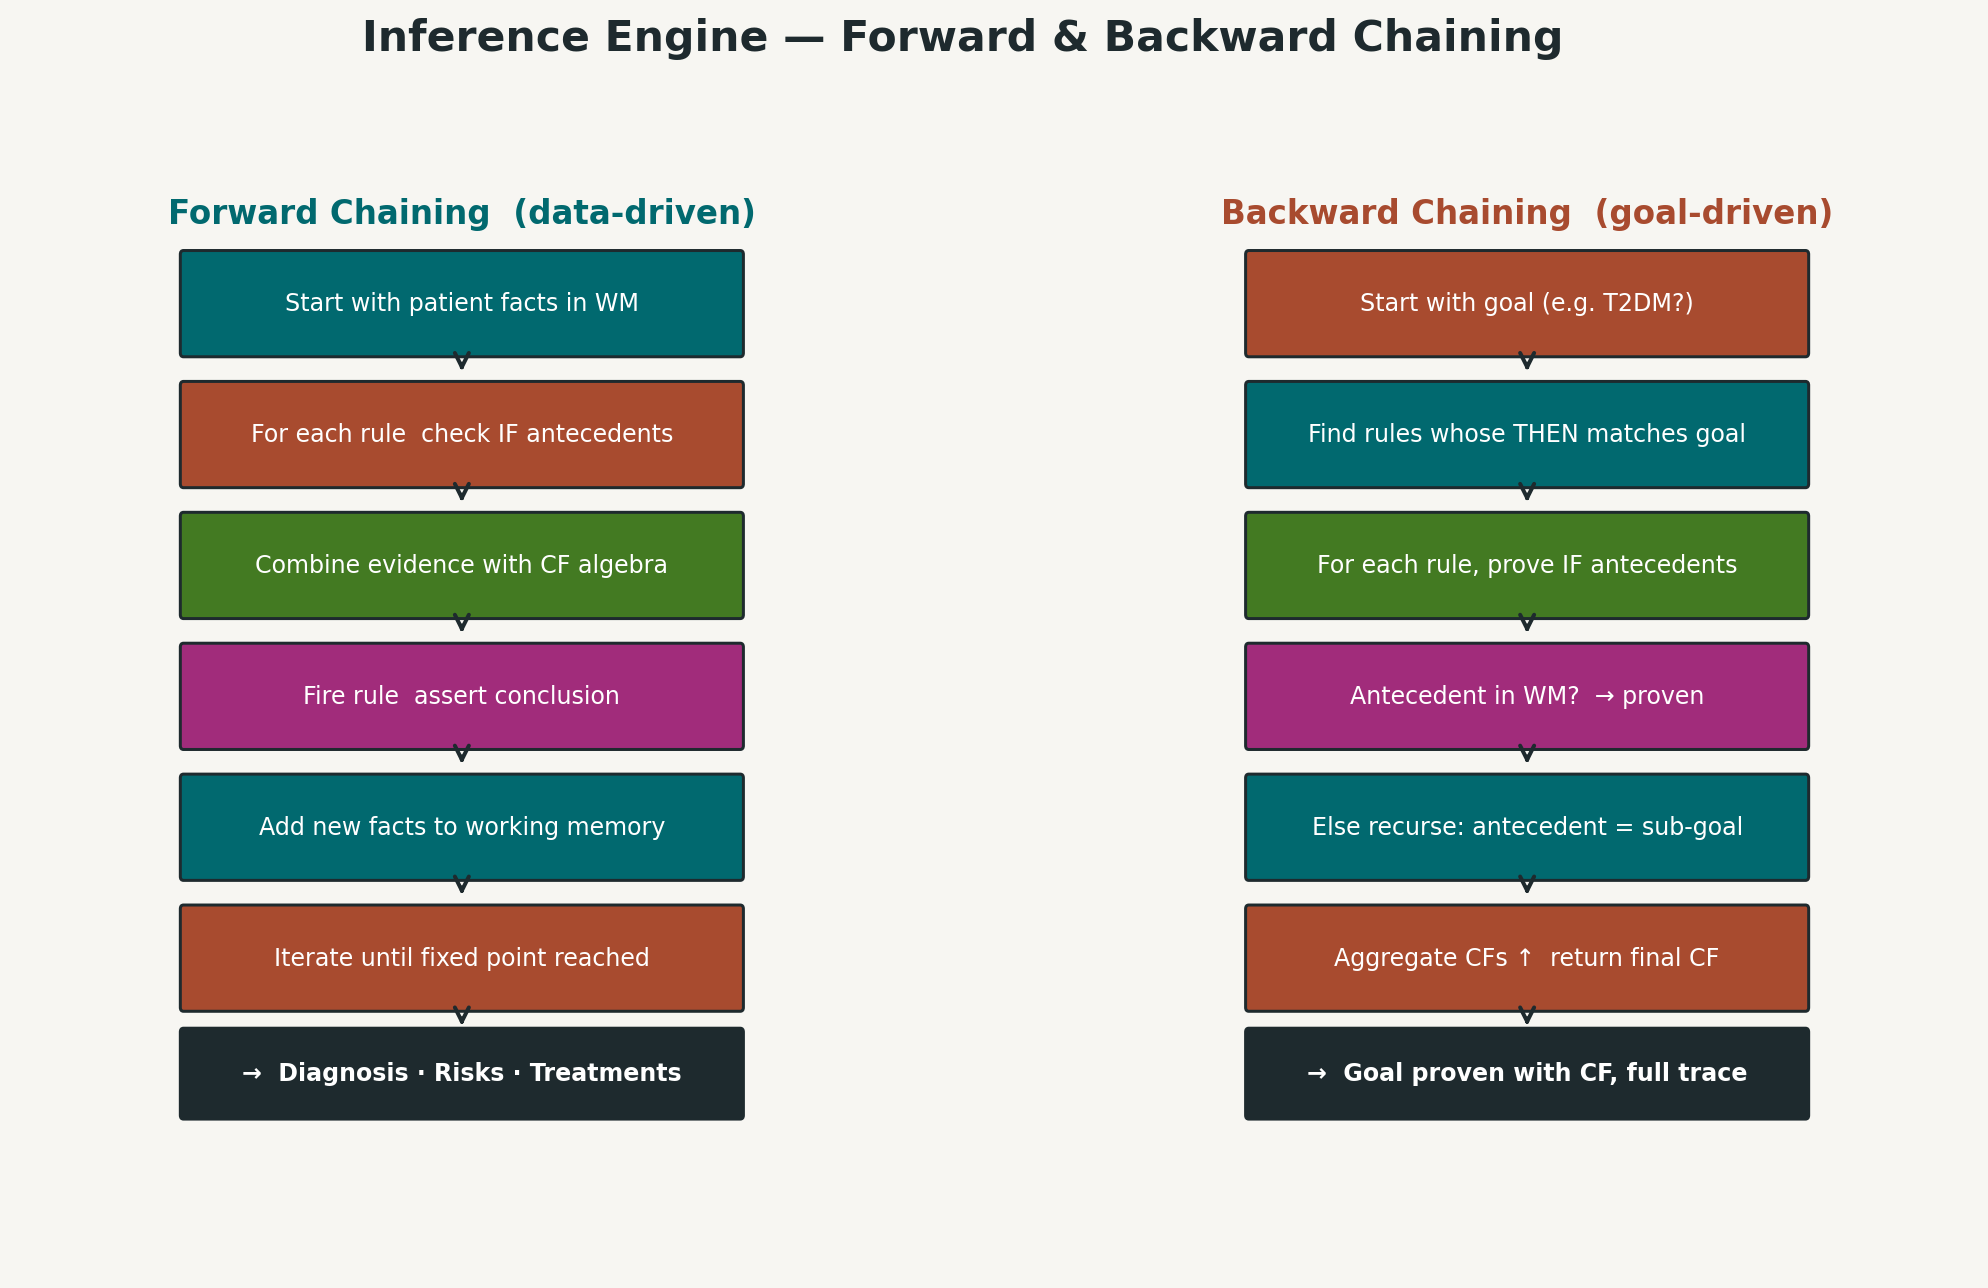 Inference Engine — Forward & Backward Chaining
Forward Chaining  (data-driven)
Start with patient facts in WM
For each rule  check IF antecedents
Combine evidence with CF algebra
Fire rule  assert conclusion
Add new facts to working memory
Iterate until fixed point reached
→  Diagnosis · Risks · Treatments
Backward Chaining  (goal-driven)
Start with goal (e.g. T2DM?)
Find rules whose THEN matches goal
For each rule, prove IF antecedents
Antecedent in WM?  → proven
Else recurse: antecedent = sub-goal
Aggregate CFs ↑  return final CF
→  Goal proven with CF, full trace